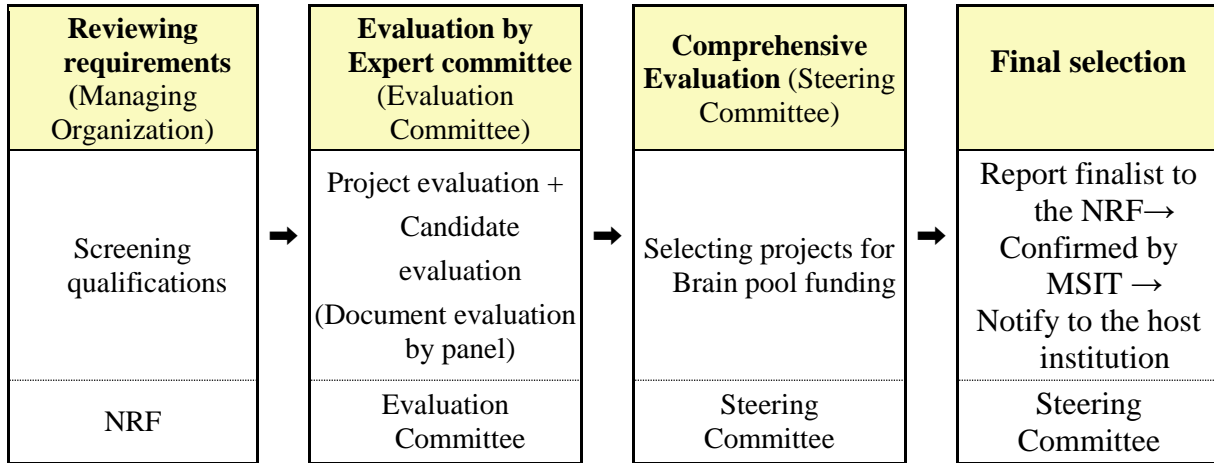 Reviewing
requirements
(Managing
Organization)
Screening
qualifications
NRF
➡
Evaluation by
Expert committee
(Evaluation
Committee)
Project evaluation +
Candidate
evaluation
(Document evaluation
by panel)
Evaluation
Committee
➡
Comprehensive
Evaluation (Steering
Committee)
Selecting projects for
Brain pool funding
Steering
Committee
➡
Final selection
Report finalist to
the NRF→
Confirmed by
MSIT →
Notify to the host
institution
Steering
Committee